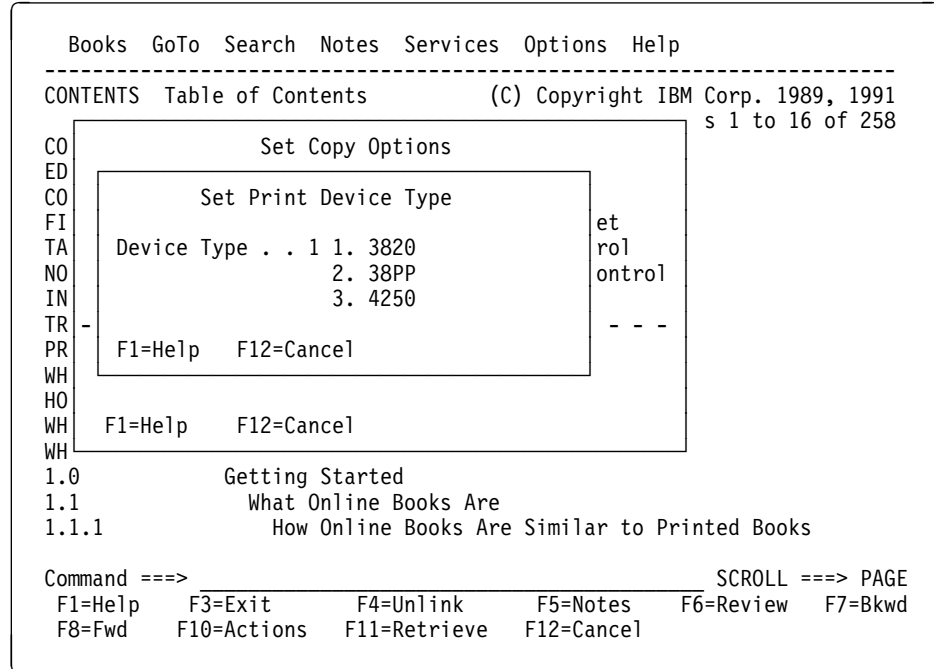 Books  GoTo  Search  Notes  Services  Options  Help
-----------------------------------------------------------------------
CONTENTS  Table of Contents          (C) Copyright IBM Corp. 1989, 1991
s 1 to 16 of 258
CO               Set Copy Options
ED
CO          Set Print Device Type
FI                                            et
TA   Device Type . . 1 1. 3820                rol
NO                     2. 38PP                ontrol
IN                     3. 4250
TR -                                           - - -
PR   F1=Help   F12=Cancel
WH
HO
WH  F1=Help    F12=Cancel
WH
1.0            Getting Started
1.1              What Online Books Are
1.1.1              How Online Books Are Similar to Printed Books
Command ===> __________________________________________ SCROLL ===> PAGE
F1=Help    F3=Exit       F4=Unlink      F5=Notes    F6=Review   F7=Bkwd
F8=Fwd    F10=Actions   F11=Retrieve   F12=Cancel